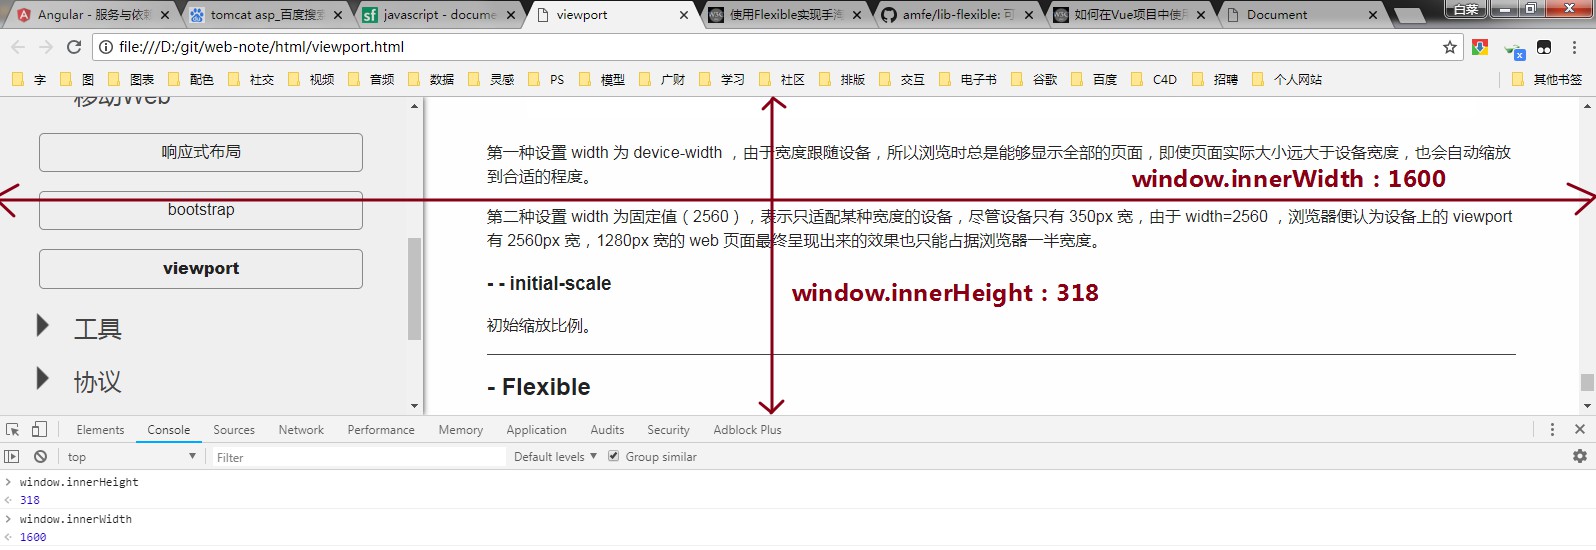 Angular - 服务与依赖
tomcat asp_百度搜索
javascript - docume
viewport
使用Flexible实现手淘
amfe/lib-flexible: 可
如何在Vue项目中使用
Document
白菜
file:///D:/git/web-note/html/viewport.html
字 图 图表 配色 社交 视频 音频 数据 灵感 PS 模型 广财 学习 社区 排版 交互 电子书 谷歌 百度 C4D 招聘 个人网站 其他书签
移动Web
响应式布局
bootstrap
viewport
工具
协议
第一种设置 width 为 device-width ，由于宽度跟随设备，所以浏览时总是能够显示全部的页面，即使页面实际大小远大于设备宽度，也会自动缩放
到合适的程度。
window.innerWidth：1600
第二种设置 width 为固定值（2560），表示只适配某种宽度的设备，尽管设备只有 350px 宽，由于 width=2560 ，浏览器便认为设备上的 viewport
有 2560px 宽，1280px 宽的 web 页面最终呈现出来的效果也只能占据浏览器一半宽度。
- - initial-scale
window.innerHeight：318
初始缩放比例。
- Flexible
Elements Console Sources Network Performance Memory Application Audits Security Adblock Plus
top Filter Default levels Group similar
window.innerHeight
318
window.innerWidth
1600